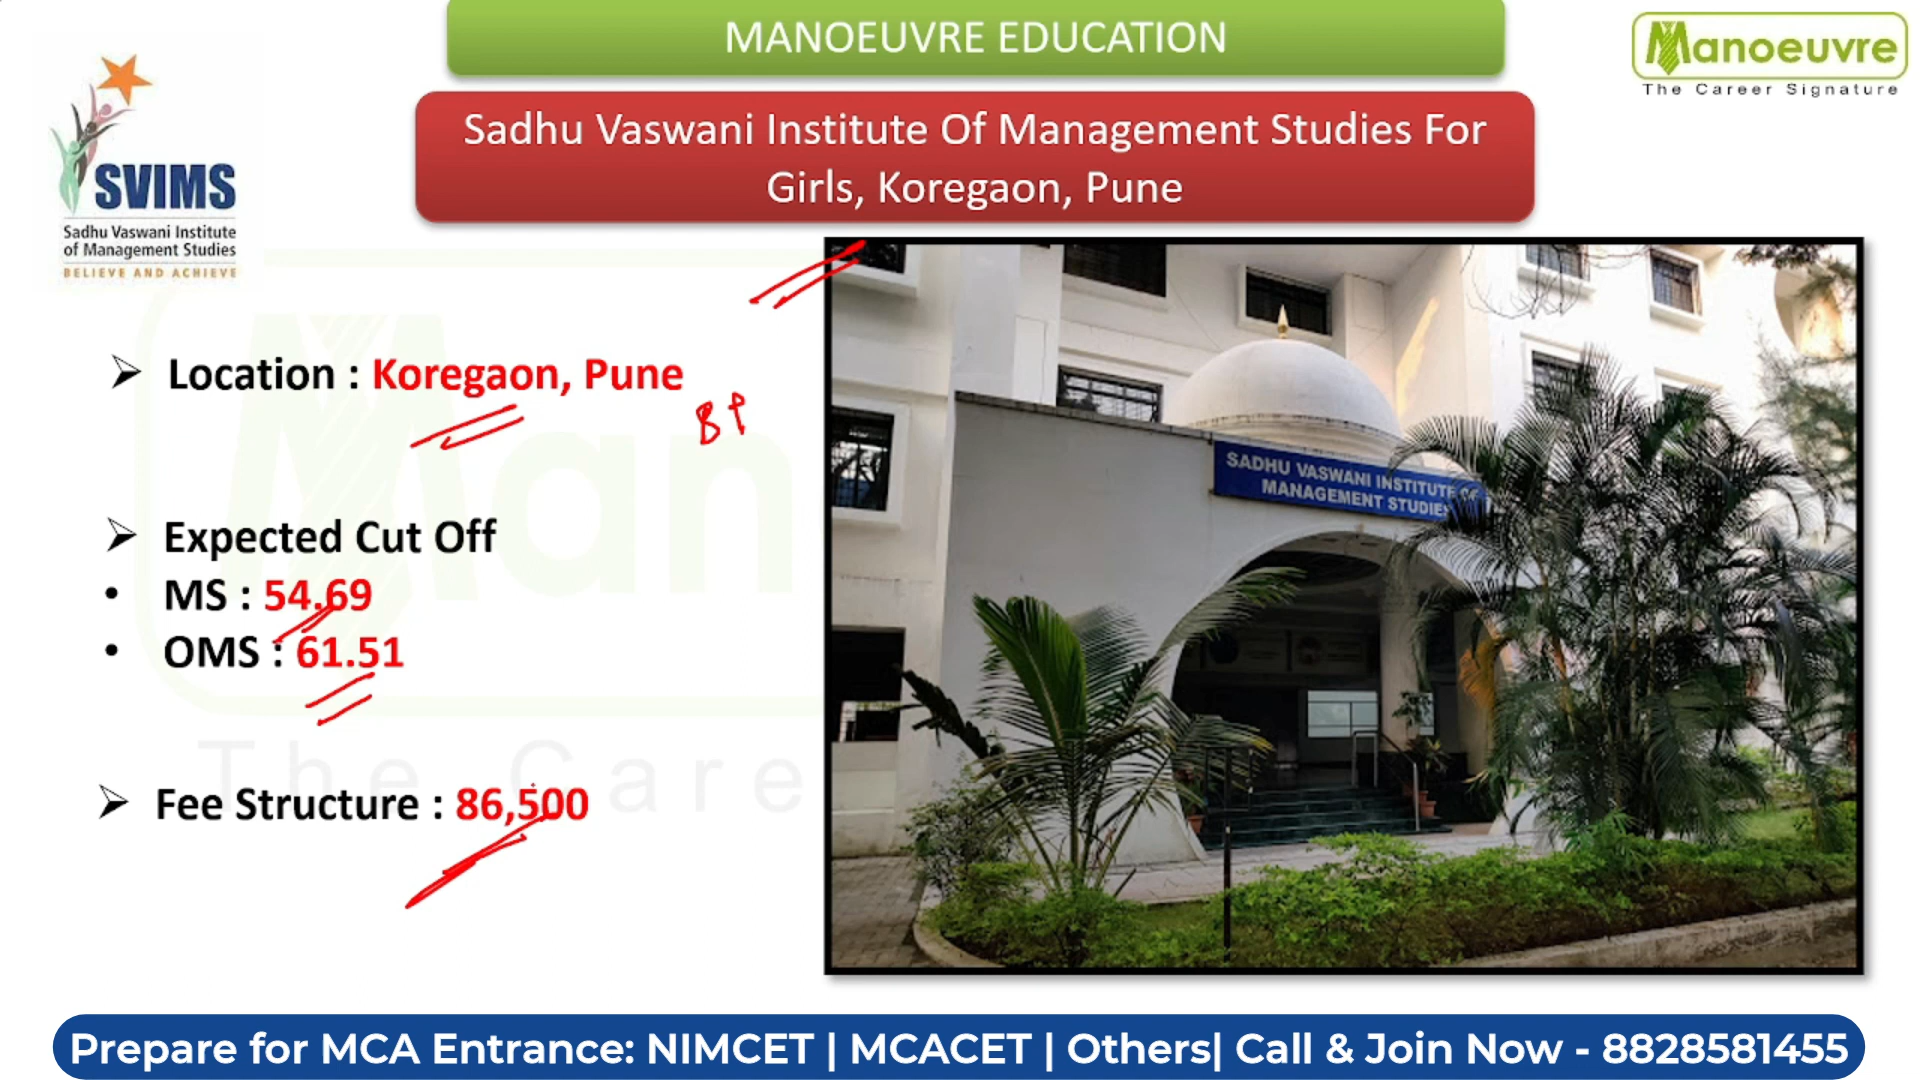 MANOEUVRE EDUCATION
Manoeuvre
The Career Signature
Sadhu Vaswani Institute Of Management Studies For
Girls, Koregaon, Pune
SVIMS
Sadhu Vaswani Institute
of Management Studies
BELIEVE AND ACHIEVE
➢ Location : Koregaon, Pune
➢ Expected Cut Off
• MS : 54.69
• OMS : 61.51
➢ Fee Structure : 86,500
SADHU VASWANI INSTITUTE OF
MANAGEMENT STUDIES
Man
The Care
Prepare for MCA Entrance: NIMCET | MCACET | Others| Call & Join Now - 8828581455